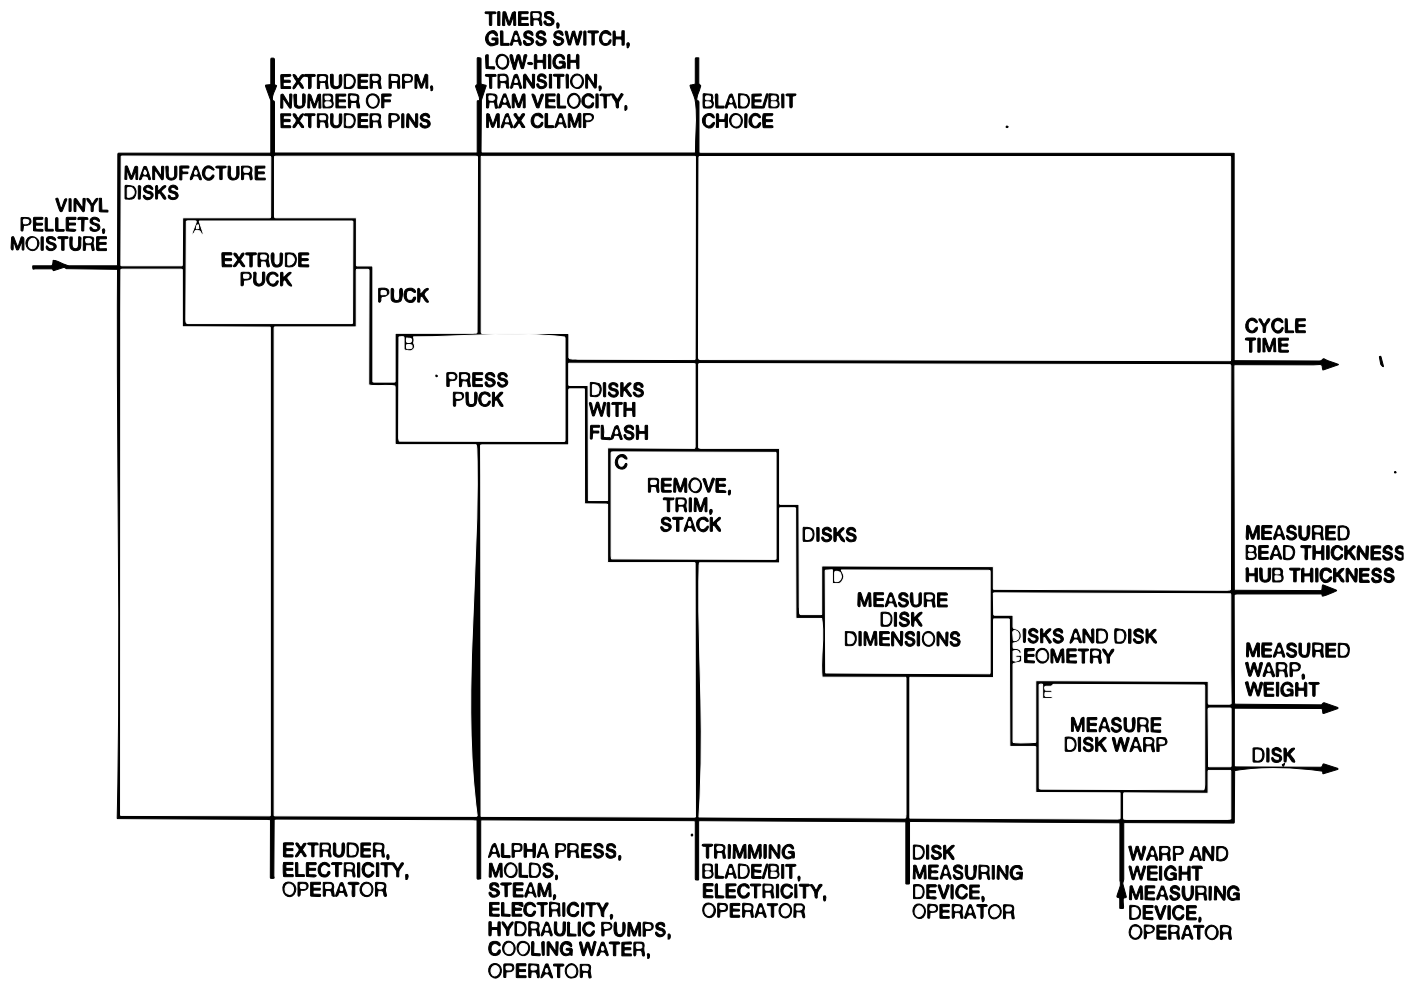 TIMERS,
GLASS SWITCH,
LOW-HIGH
TRANSITION,
RAM VELOCITY,
MAX CLAMP
EXTRUDER RPM,
NUMBER OF
EXTRUDER PINS
BLADE/BIT
CHOICE
MANUFACTURE
DISKS
VINYL
PELLETS,
MOISTURE
A
EXTRUDE
PUCK
PUCK
B
PRESS
PUCK
CYCLE
TIME
DISKS
WITH
FLASH
C
REMOVE,
TRIM,
STACK
DISKS
D
MEASURE
DISK
DIMENSIONS
MEASURED
BEAD THICKNESS
HUB THICKNESS
DISKS AND DISK
GEOMETRY
MEASURED
WARP,
WEIGHT
E
MEASURE
DISK WARP
DISK
EXTRUDER,
ELECTRICITY,
OPERATOR
ALPHA PRESS,
MOLDS,
STEAM,
ELECTRICITY,
HYDRAULIC PUMPS,
COOLING WATER,
OPERATOR
TRIMMING
BLADE/BIT,
ELECTRICITY,
OPERATOR
DISK
MEASURING
DEVICE,
OPERATOR
WARP AND
WEIGHT
MEASURING
DEVICE,
OPERATOR